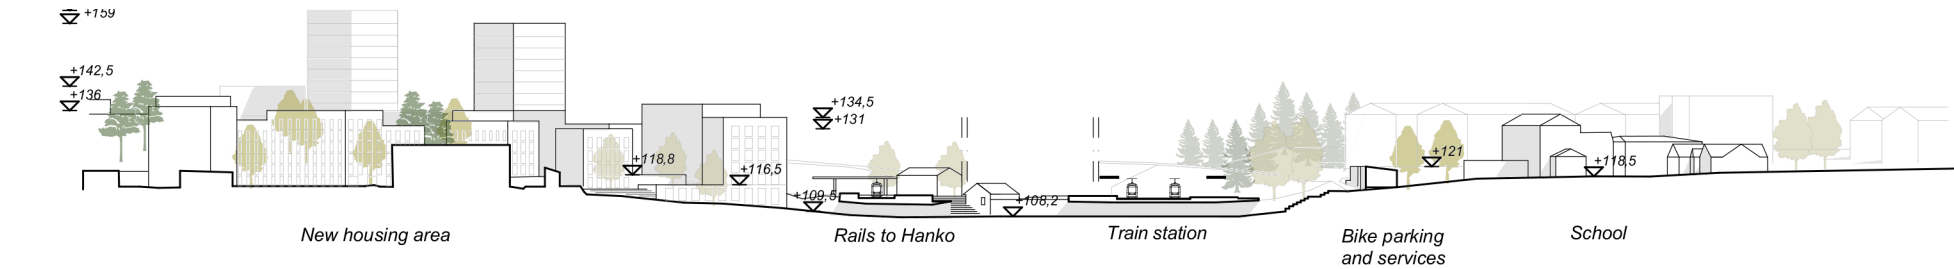 +159
+142,5
+136
+134,5
+131
+118,8
+116,5
+109,5
+108,2
+121
+118,5
New housing area
Rails to Hanko
Train station
Bike parking
and services
School